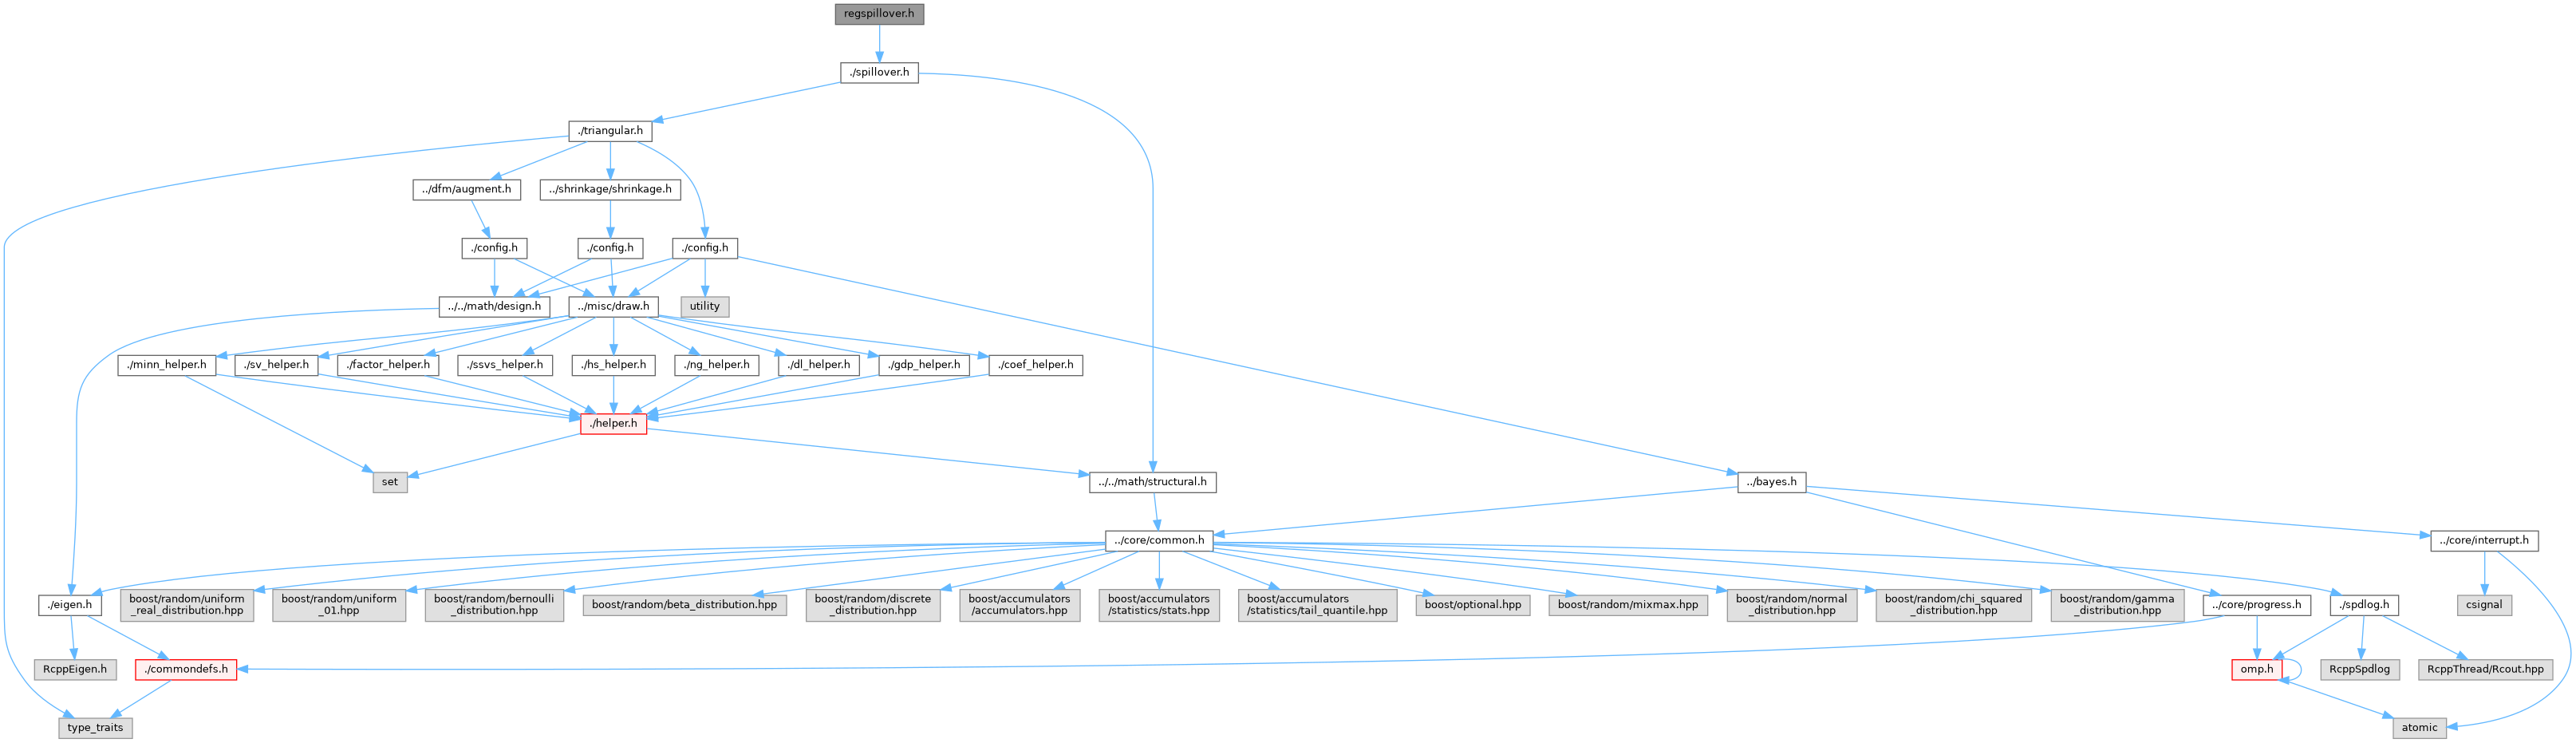 regspillover.h
./spillover.h
./triangular.h
../dfm/augment.h
../shrinkage/shrinkage.h
./config.h
./config.h
./config.h
../../math/design.h
../misc/draw.h
utility
./minn_helper.h
./sv_helper.h
./factor_helper.h
./ssvs_helper.h
./hs_helper.h
./ng_helper.h
./dl_helper.h
./gdp_helper.h
./coef_helper.h
./helper.h
set
../../math/structural.h
../bayes.h
../core/common.h
../core/interrupt.h
./eigen.h
boost/random/uniform
_real_distribution.hpp
boost/random/uniform
_01.hpp
boost/random/bernoulli
_distribution.hpp
boost/random/beta_distribution.hpp
boost/random/discrete
_distribution.hpp
boost/accumulators
/accumulators.hpp
boost/accumulators
/statistics/stats.hpp
boost/accumulators
/statistics/tail_quantile.hpp
boost/optional.hpp
boost/random/mixmax.hpp
boost/random/normal
_distribution.hpp
boost/random/chi_squared
_distribution.hpp
boost/random/gamma
_distribution.hpp
../core/progress.h
./spdlog.h
csignal
RcppEigen.h
./commondefs.h
omp.h
RcppSpdlog
RcppThread/Rcout.hpp
type_traits
atomic